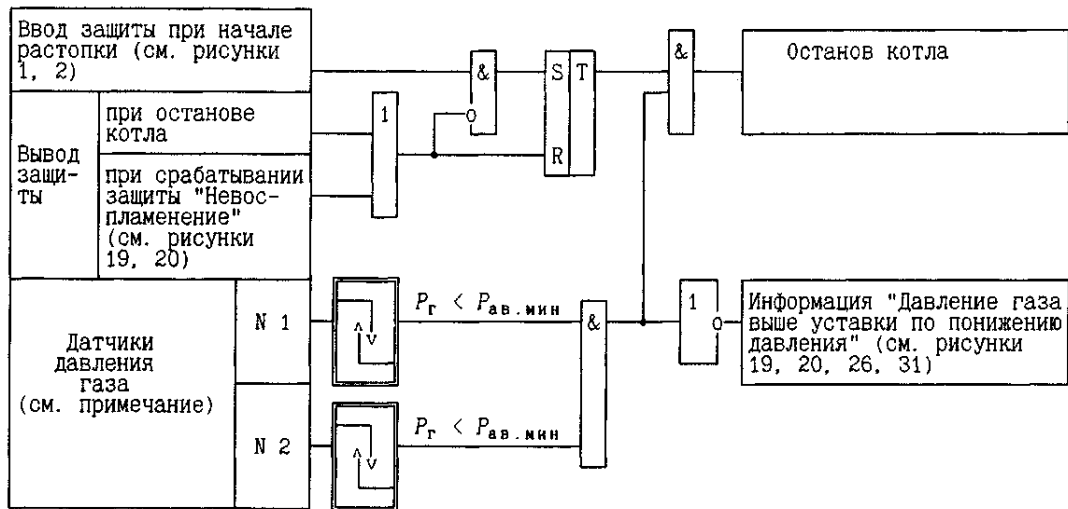 Ввод защиты при начале
растопки (см. рисунки
1, 2)
Вывод
защи-
ты
при останове
котла
при срабатывании
защиты "Невос-
пламенение"
(см. рисунки
19, 20)
1
&
S
T
R
&
Останов котла
Датчики
давления
газа
(см. примечание)
N 1
N 2
Pг < Pав.мин
Pг < Pав.мин
&
1
Информация "Давление газа
выше уставки по понижению
давления" (см. рисунки
19, 20, 26, 31)